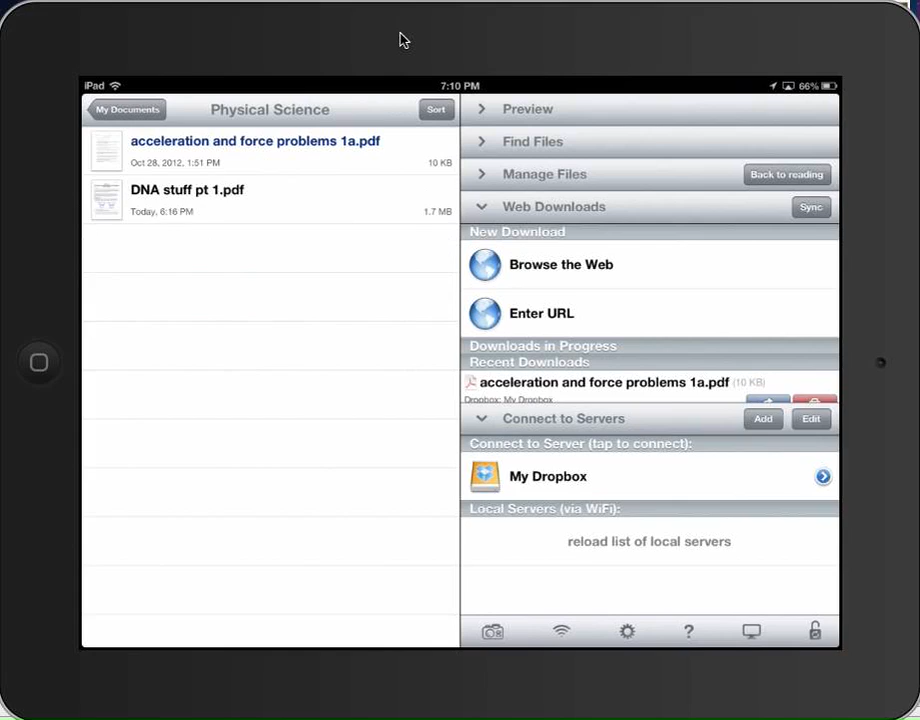 iPad 7:10 PM 66%
My Documents Physical Science Sort
acceleration and force problems 1a.pdf
Oct 28, 2012, 1:51 PM 10 KB
DNA stuff pt 1.pdf
Today, 6:16 PM 1.7 MB
Preview
Find Files
Manage Files Back to reading
Web Downloads Sync
New Download
Browse the Web
Enter URL
Downloads in Progress
Recent Downloads
acceleration and force problems 1a.pdf (10 KB)
Dropbox: My Dropbox
Connect to Servers Add Edit
Connect to Server (tap to connect):
My Dropbox
Local Servers (via WiFi):
reload list of local servers
?